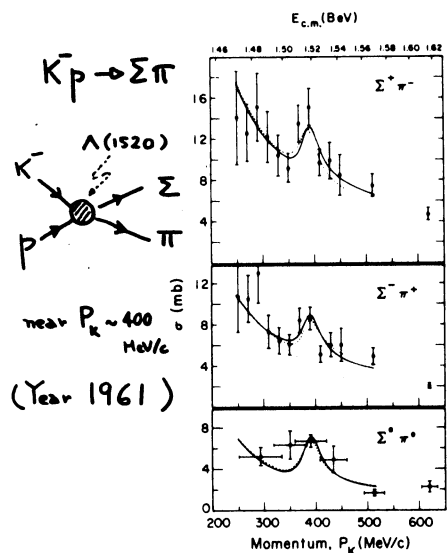 K⁻p → Σπ
Λ(1520)
K⁻
Σ
p
π
near P_K ~ 400
MeV/c
(Year 1961)
E_c.m. (BeV)
1.46 1.48 1.50 1.52 1.54 1.56 1.58 1.60 1.62
Σ⁺π⁻
16
12
8
4
Σ⁻π⁺
12
8
4
σ (mb)
Σ⁰π⁰
8
4
0
200 300 400 500 600
Momentum, P_K (MeV/c)